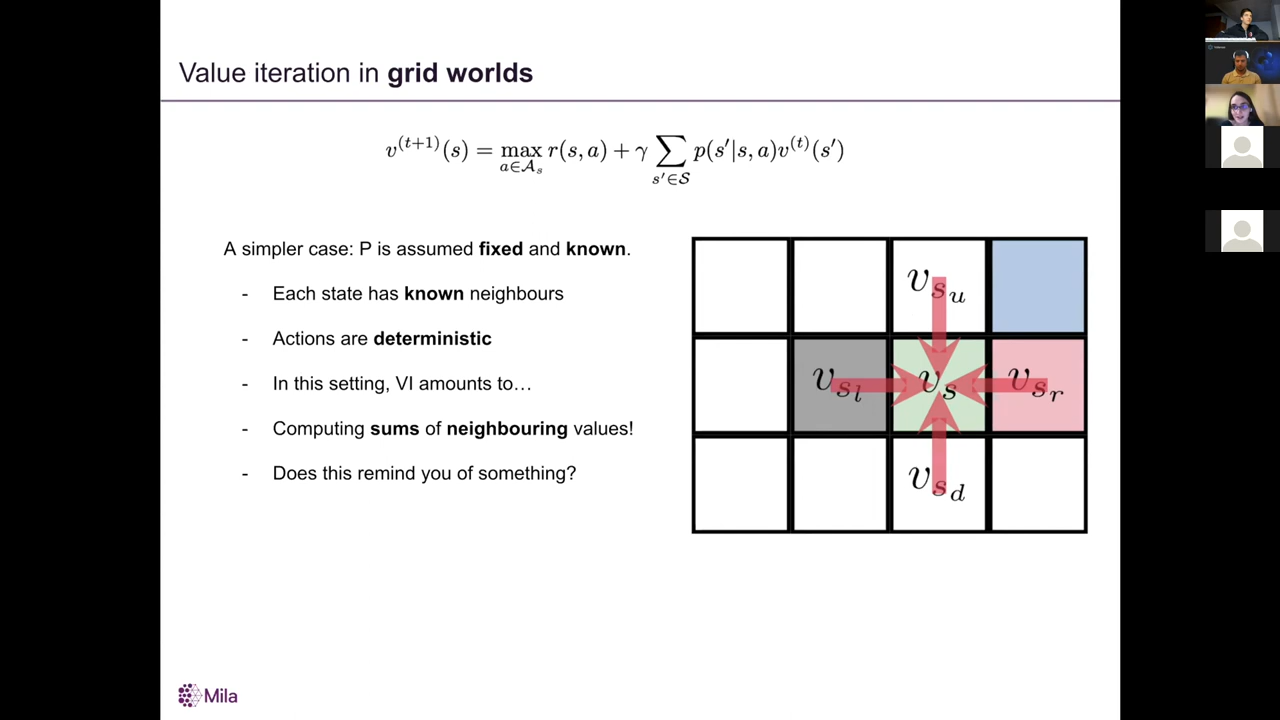 Value iteration in grid worlds
v^{(t+1)}(s) = max_{a∈𝒜_s} r(s, a) + γ ∑_{s'∈𝒮} p(s'|s, a)v^{(t)}(s')
A simpler case: P is assumed fixed and known.
- Each state has known neighbours
- Actions are deterministic
- In this setting, VI amounts to…
- Computing sums of neighbouring values!
- Does this remind you of something?
v_{s_u}
v_{s_l} v_s v_{s_r}
v_{s_d}
Mila